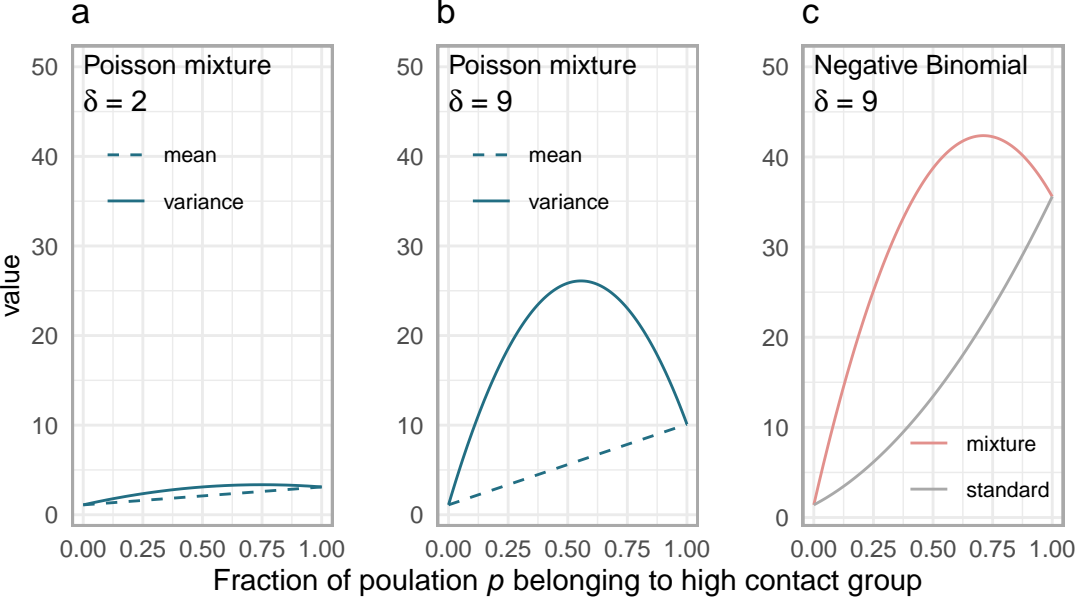 a
Poisson mixture
δ = 2
mean
variance
50
40
30
20
10
0
0.00 0.25 0.50 0.75 1.00
value
b
Poisson mixture
δ = 9
mean
variance
50
40
30
20
10
0
0.00 0.25 0.50 0.75 1.00
c
Negative Binomial
δ = 9
50
40
30
20
10
0
mixture
standard
0.00 0.25 0.50 0.75 1.00
Fraction of poulation p belonging to high contact group